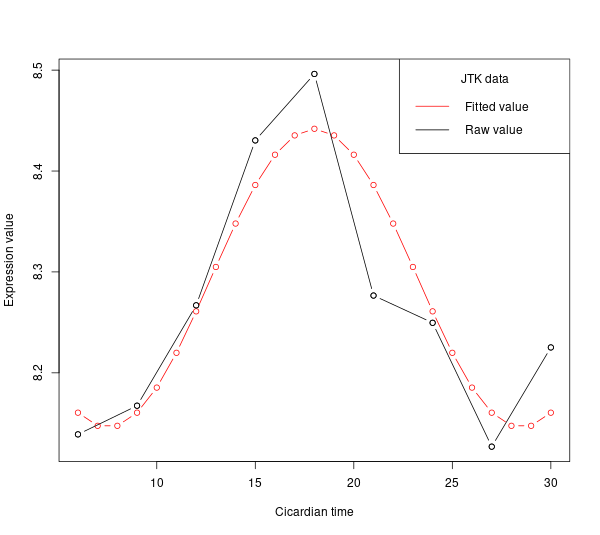 JTK data
Fitted value
Raw value
Expression value
8.5
8.4
8.3
8.2
10 15 20 25 30
Cicardian time